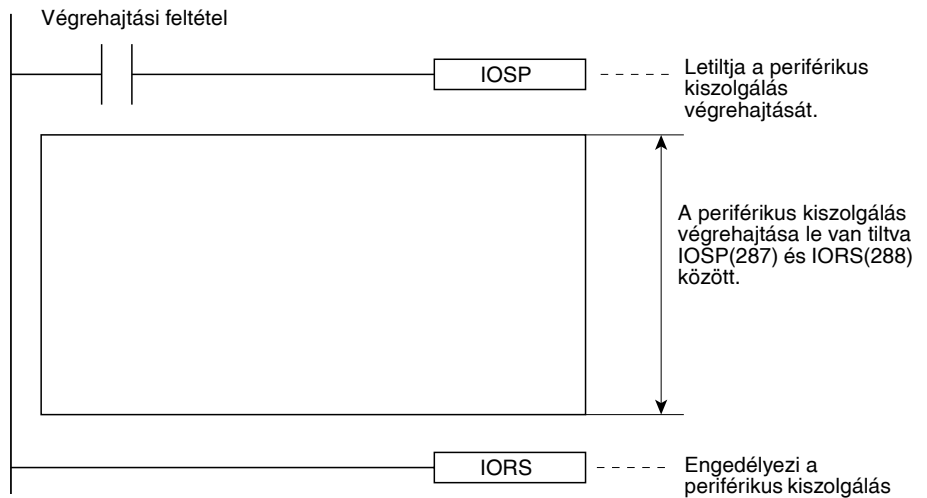 Végrehajtási feltétel
IOSP
Letiltja a periférikus
kiszolgálás
végrehajtását.
A periférikus kiszolgálás
végrehajtása le van tiltva
IOSP(287) és IORS(288)
között.
IORS
Engedélyezi a
periférikus kiszolgálás